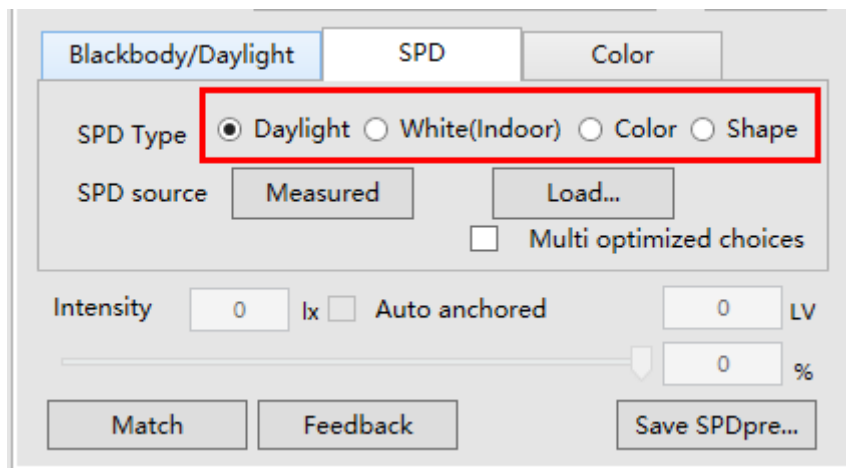 Blackbody/Daylight SPD Color
SPD Type Daylight White(Indoor) Color Shape
SPD source Measured Load...
Multi optimized choices
Intensity 0 lx Auto anchored 0 LV
0 %
Match Feedback Save SPDpre...